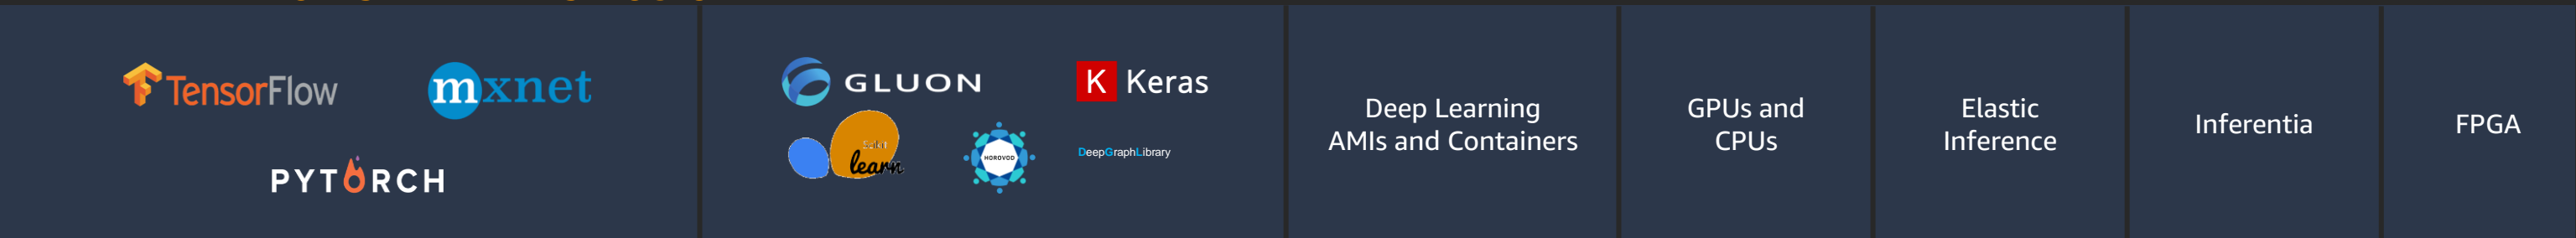 TensorFlow
mxnet
PYTORCH
GLUON
K Keras
learn
HOROVOD
DeepGraphLibrary
Deep Learning
AMIs and Containers
GPUs and
CPUs
Elastic
Inference
Inferentia
FPGA